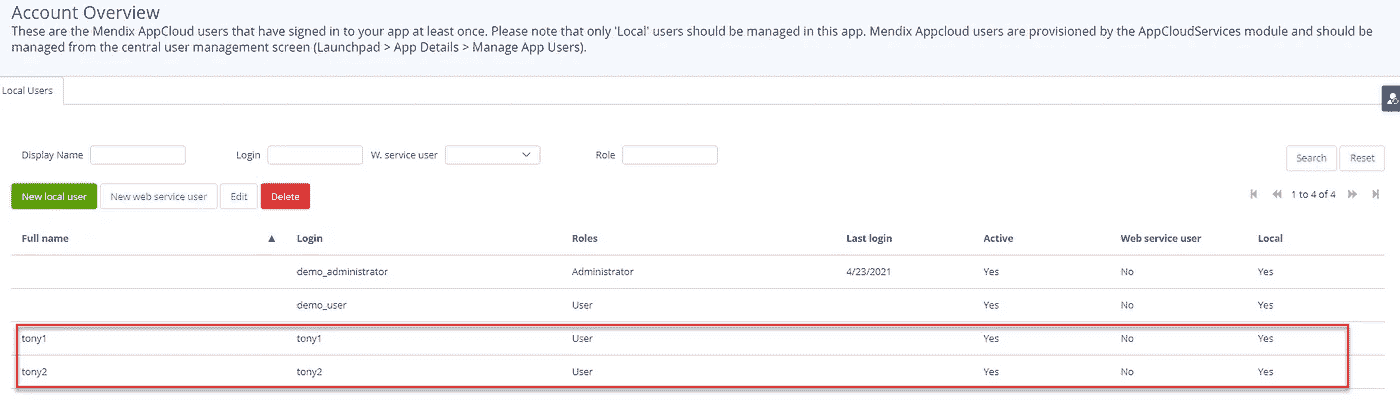 Account Overview
These are the Mendix AppCloud users that have signed in to your app at least once. Please note that only 'Local' users should be managed in this app. Mendix Appcloud users are provisioned by the AppCloudServices module and should be
managed from the central user management screen (Launchpad > App Details > Manage App Users).
Local Users
Display Name Login W. service user Role Search Reset
New local user New web service user Edit Delete 1 to 4 of 4
Full name ▲ Login Roles Last login Active Web service user Local
demo_administrator Administrator 4/23/2021 Yes No Yes
demo_user User Yes No Yes
tony1 tony1 User Yes No Yes
tony2 tony2 User Yes No Yes